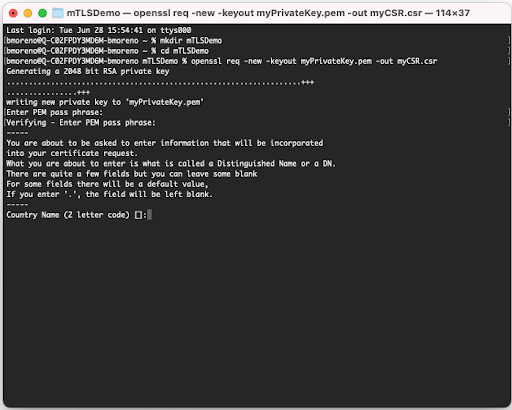 mTLSDemo — openssl req -new -keyout myPrivateKey.pem -out myCSR.csr — 114×37
Last login: Tue Jun 28 15:54:41 on ttys000
[bmoreno@Q-C02FPDY3MD6M-bmoreno ~ % mkdir mTLSDemo ]
[bmoreno@Q-C02FPDY3MD6M-bmoreno ~ % cd mTLSDemo ]
[bmoreno@Q-C02FPDY3MD6M-bmoreno mTLSDemo % openssl req -new -keyout myPrivateKey.pem -out myCSR.csr ]
Generating a 2048 bit RSA private key
.....................................................................+++
................+++
writing new private key to 'myPrivateKey.pem'
[Enter PEM pass phrase: ]
[Verifying - Enter PEM pass phrase: ]
-----
You are about to be asked to enter information that will be incorporated
into your certificate request.
What you are about to enter is what is called a Distinguished Name or a DN.
There are quite a few fields but you can leave some blank
For some fields there will be a default value,
If you enter '.', the field will be left blank.
-----
Country Name (2 letter code) []: